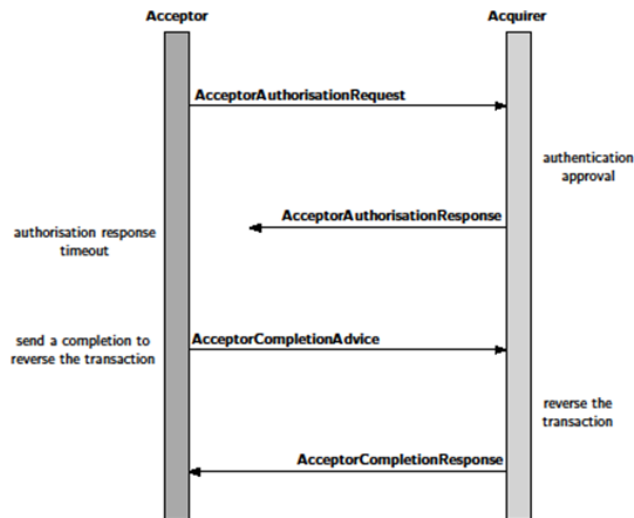 Acceptor
Acquirer
AcceptorAuthorisationRequest
authentication
approval
AcceptorAuthorisationResponse
authorisation response
timeout
send a completion to
reverse the transaction
AcceptorCompletionAdvice
reverse the
transaction
AcceptorCompletionResponse